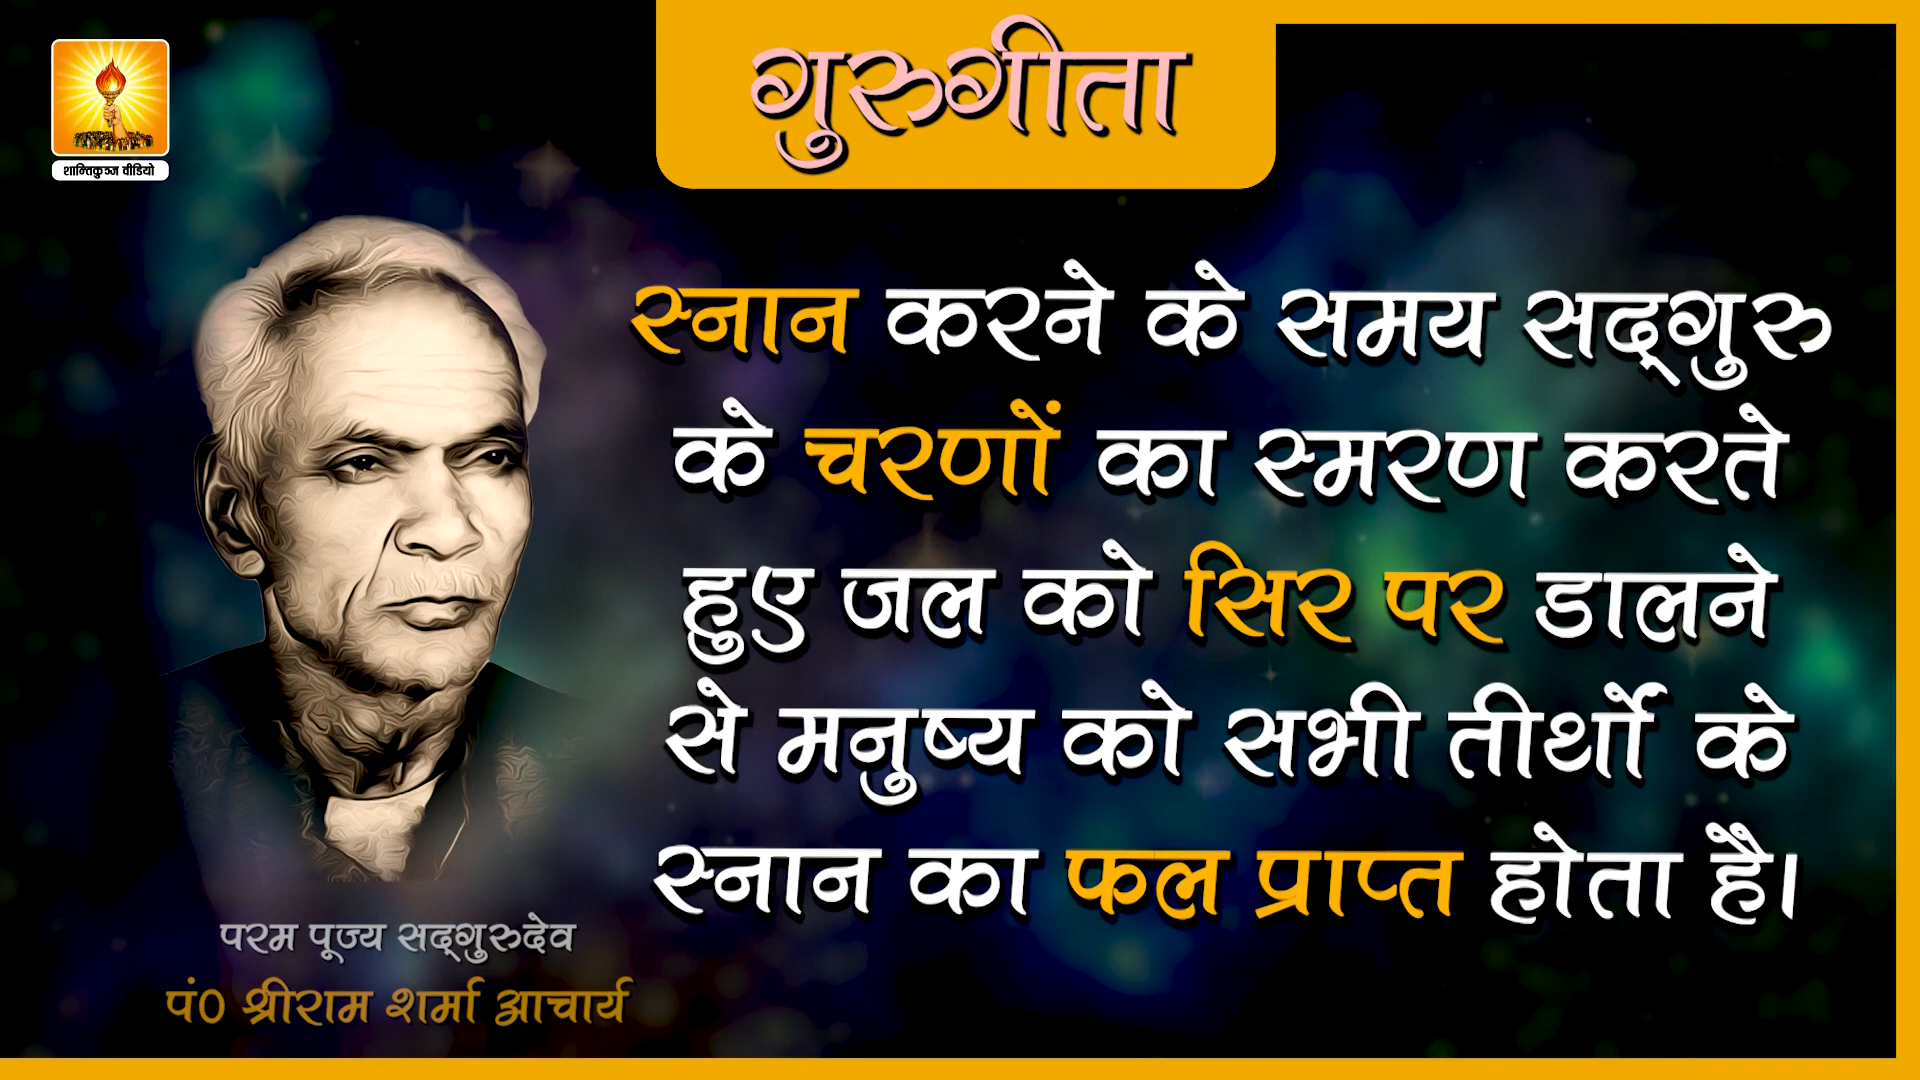 गुरुगीता
शान्तिकुञ्ज वीडियो
स्नान करने के समय सद्‌गुरु
के चरणों का स्मरण करते
हुए जल को सिर पर डालने
से मनुष्य को सभी तीर्थो के
स्नान का फल प्राप्त होता है।
परम पूज्य सद्‌गुरुदेव
पं0 श्रीराम शर्मा आचार्य